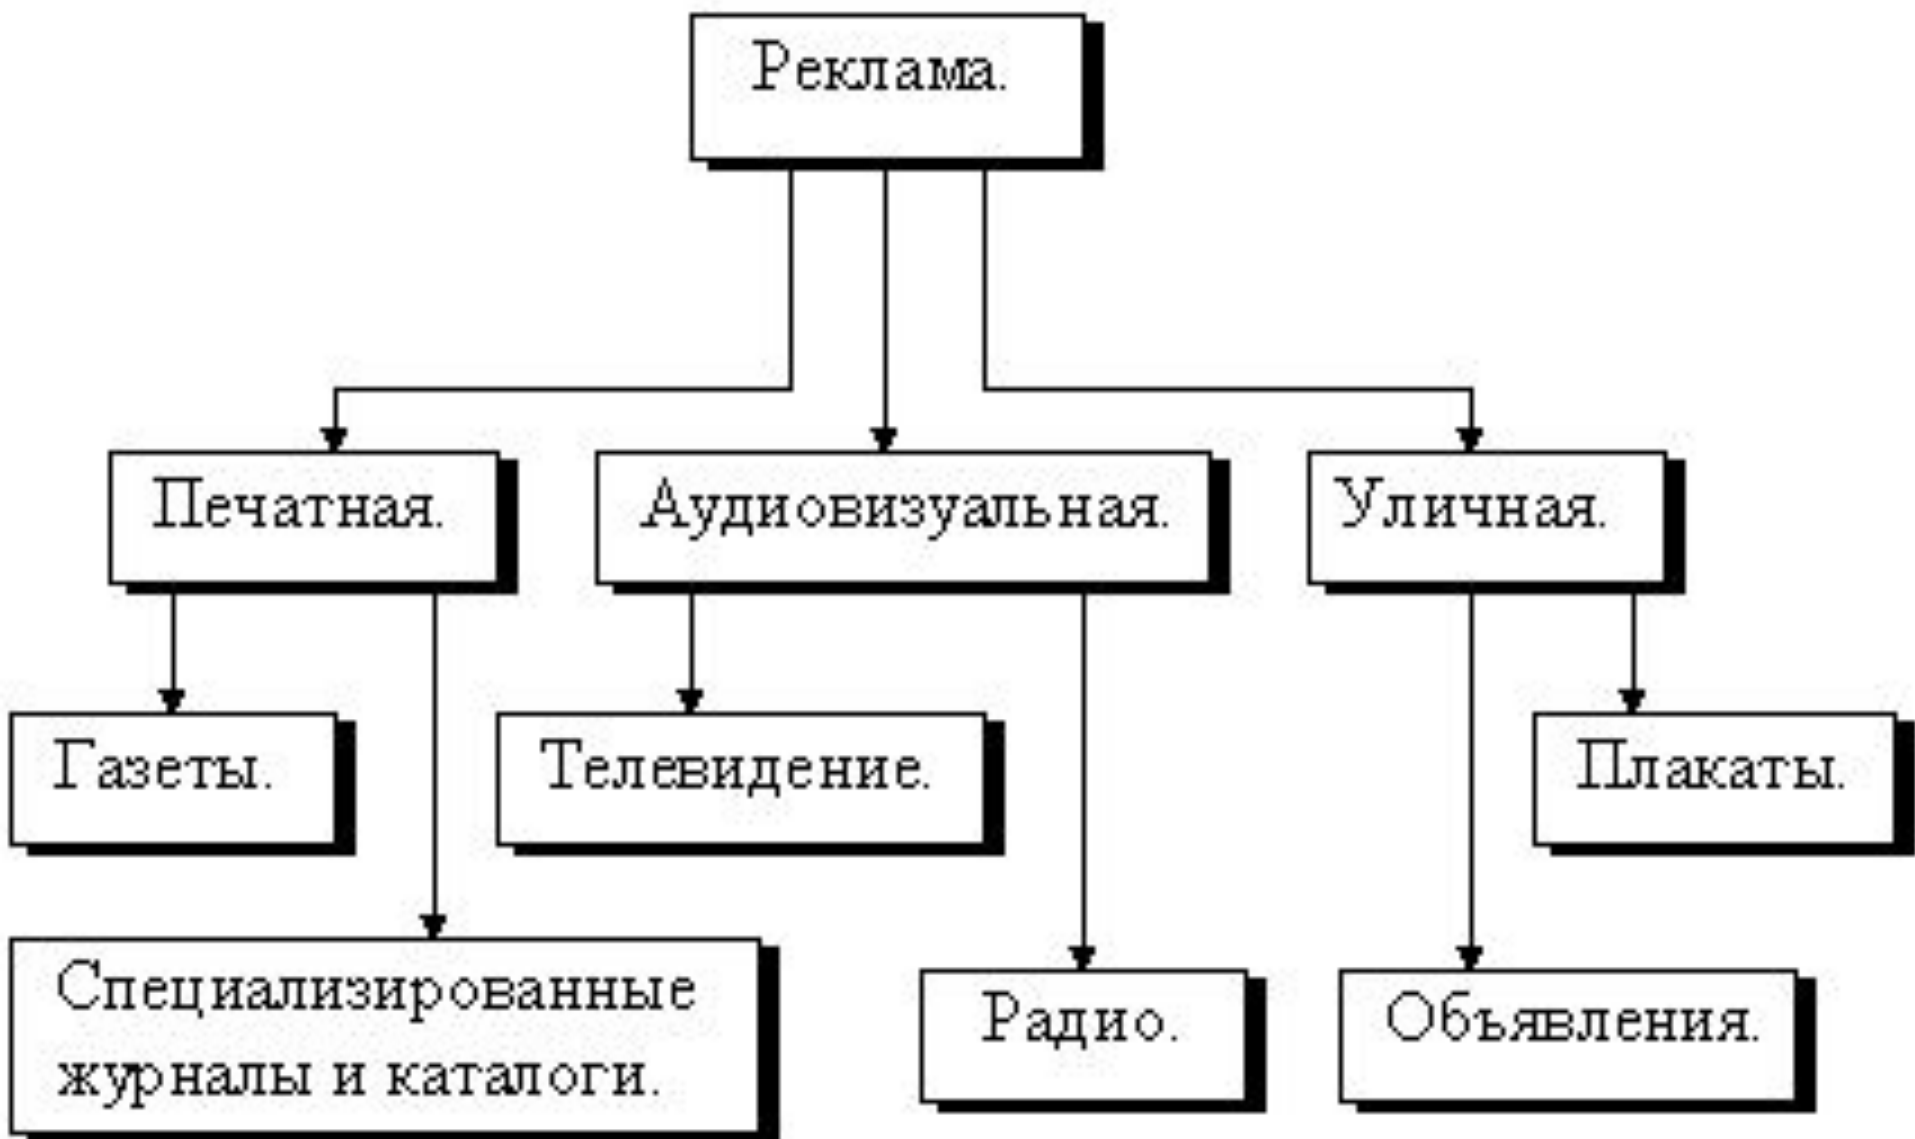 Реклама.
Печатная.
Аудиовизуальная.
Уличная.
Газеты.
Телевидение.
Плакаты.
Специализированные
журналы и каталоги.
Радио.
Объявления.